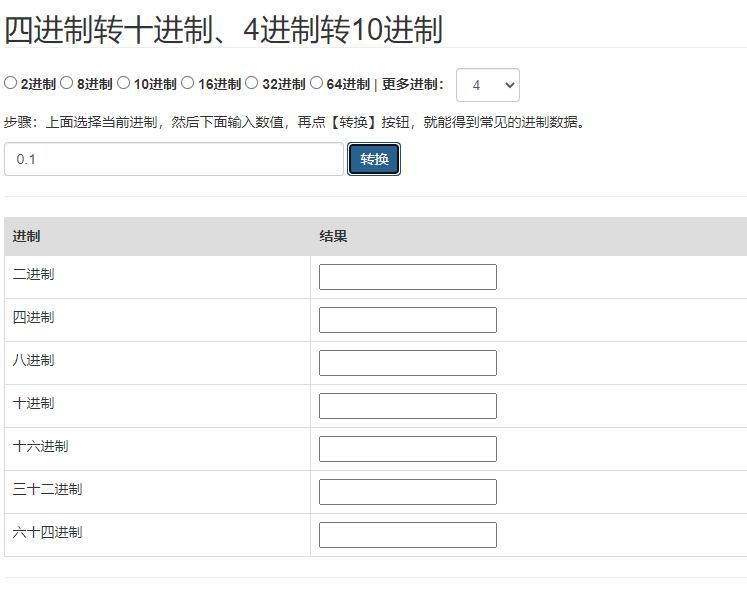 四进制转十进制、4进制转10进制
2进制 8进制 10进制 16进制 32进制 64进制 | 更多进制： 4
步骤：上面选择当前进制，然后下面输入数值，再点【转换】按钮，就能得到常见的进制数据。
0.1 转换
进制 结果
二进制
四进制
八进制
十进制
十六进制
三十二进制
六十四进制